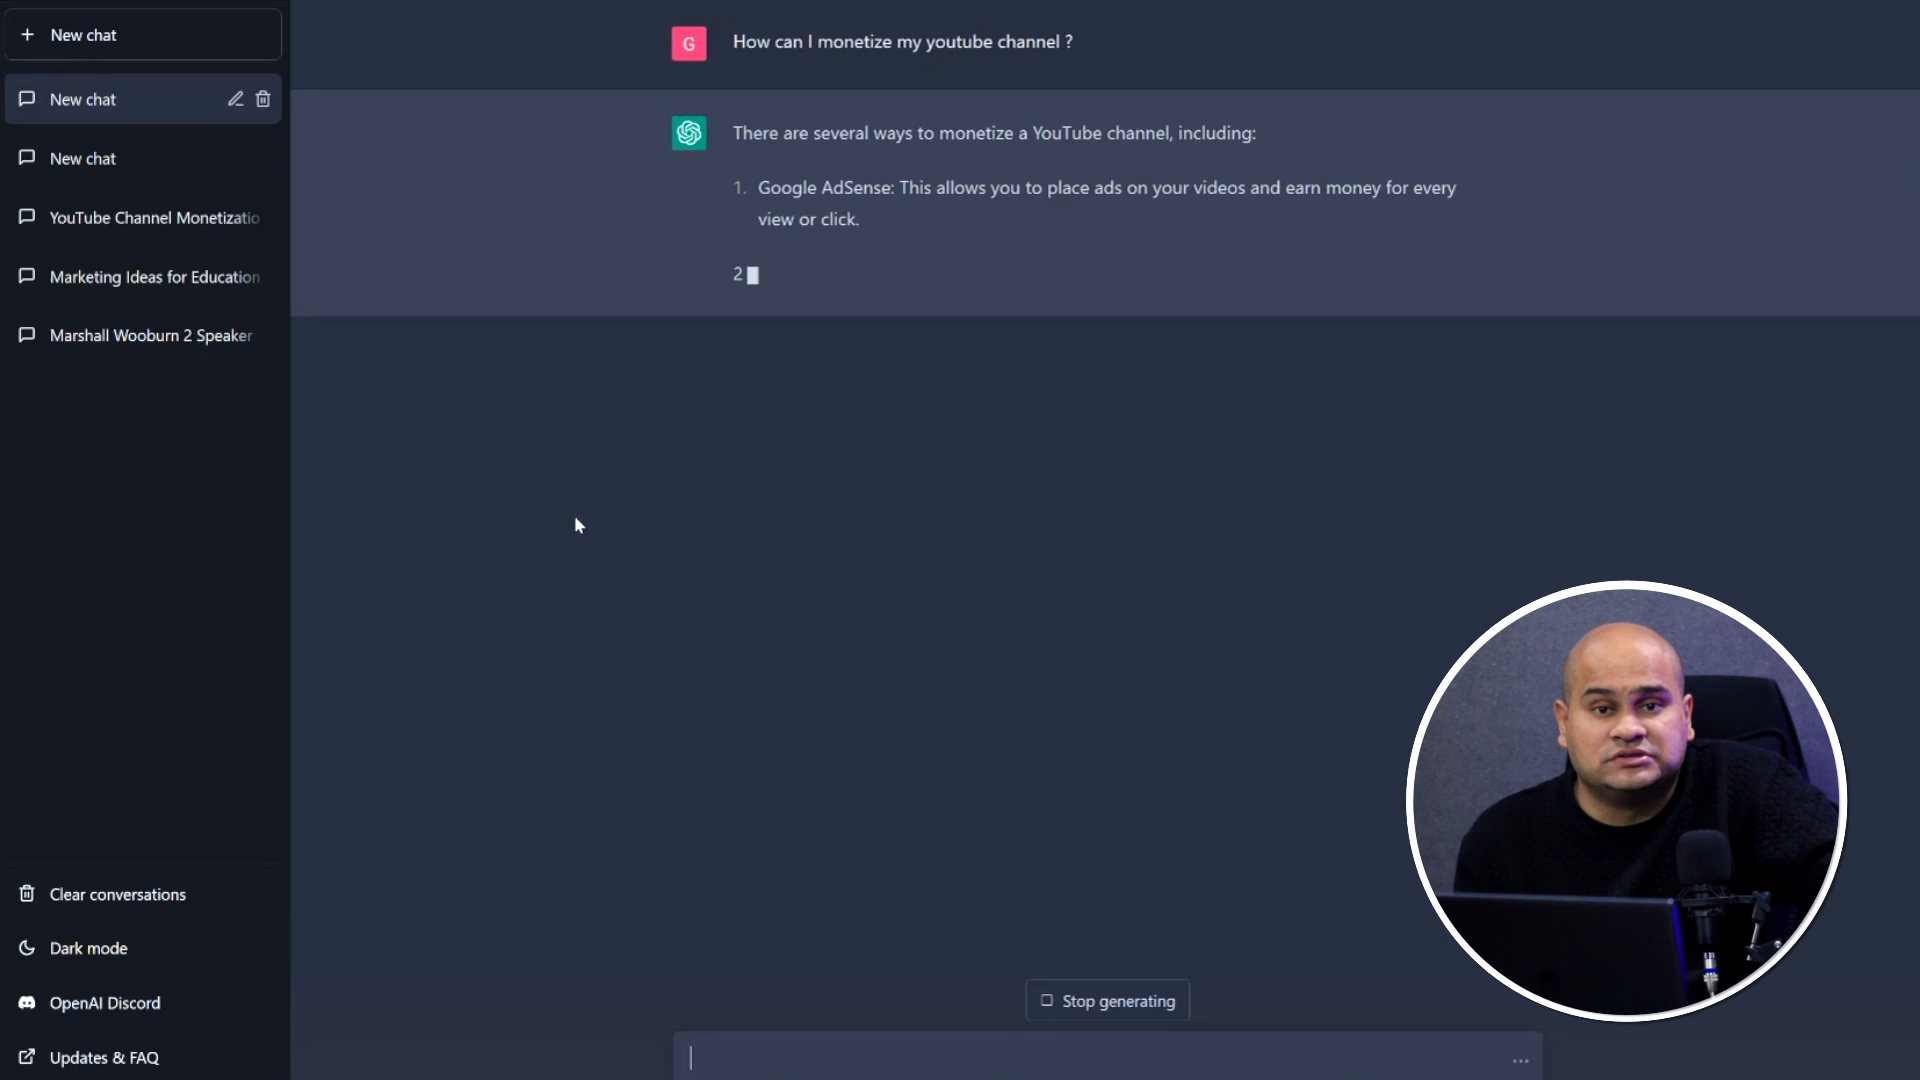 New chat
New chat
New chat
YouTube Channel Monetizatio
Marketing Ideas for Education
Marshall Wooburn 2 Speaker
Clear conversations
Dark mode
OpenAI Discord
Updates & FAQ
G
How can I monetize my youtube channel ?
There are several ways to monetize a YouTube channel, including:
1. Google AdSense: This allows you to place ads on your videos and earn money for every
view or click.
2
Stop generating
...